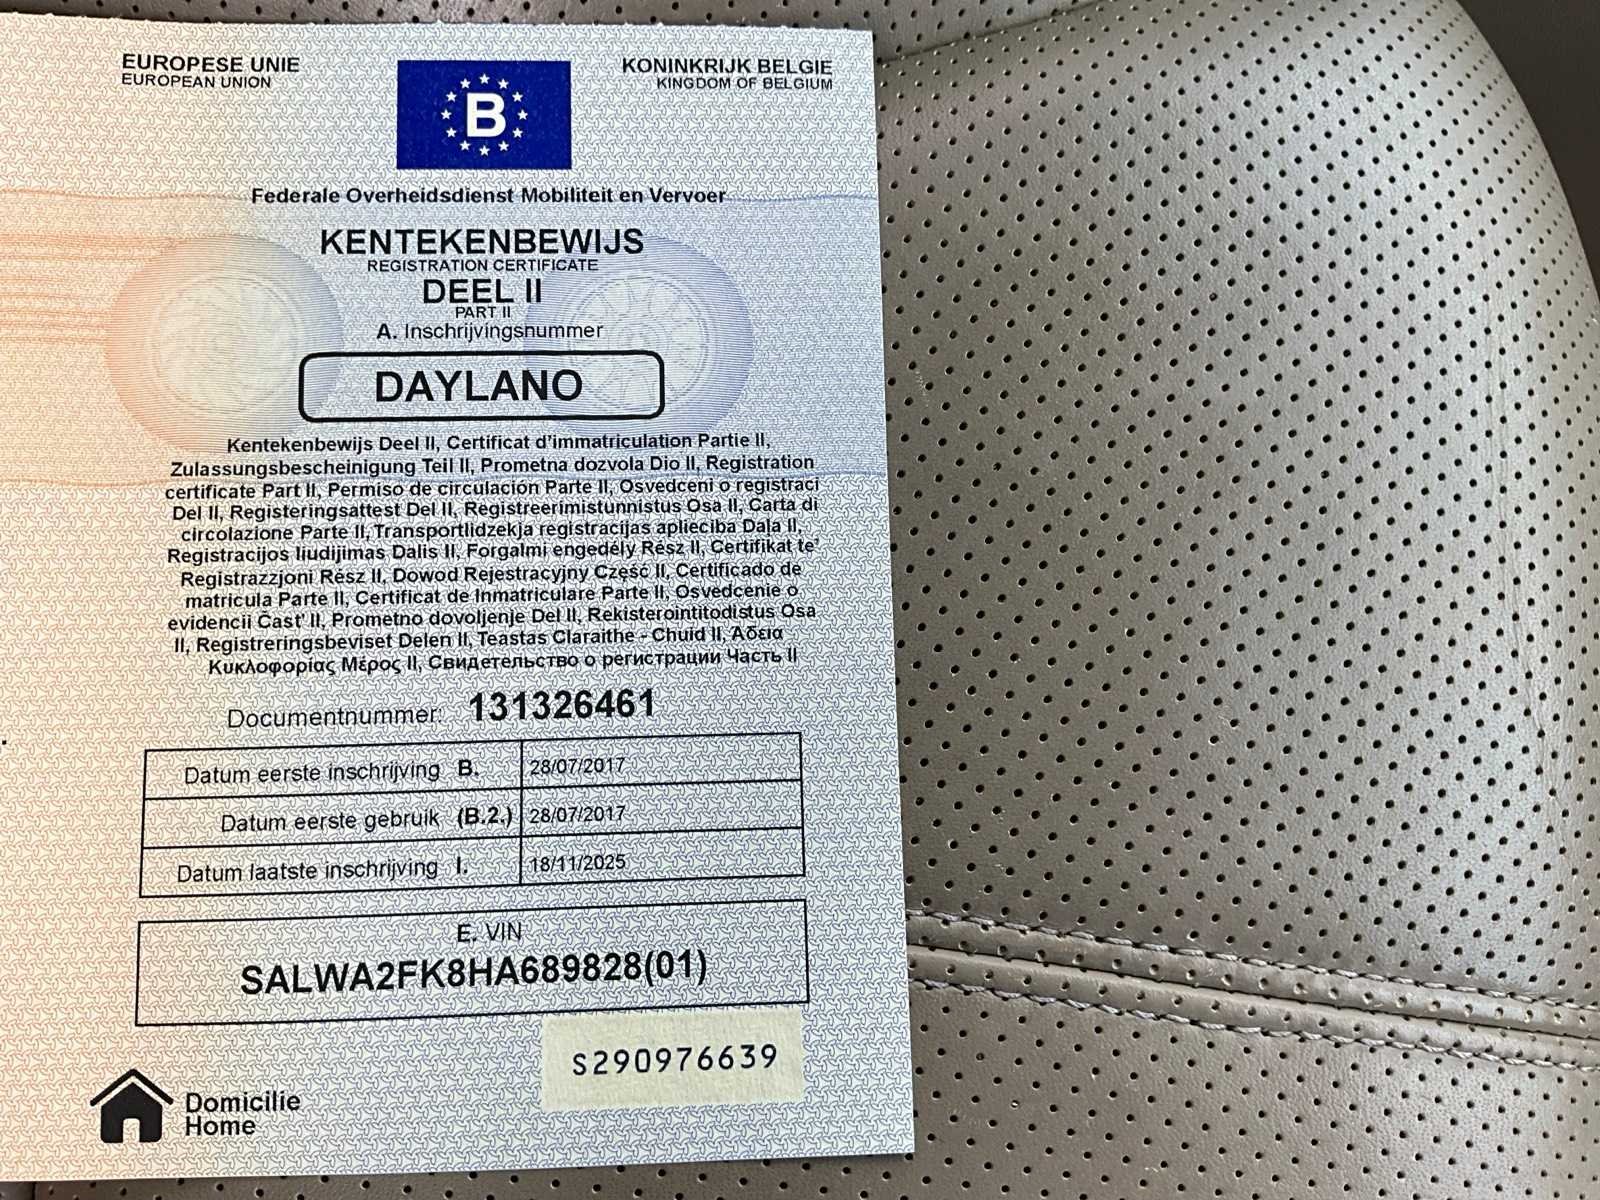 EUROPESE UNIE
EUROPEAN UNION
B
KONINKRIJK BELGIE
KINGDOM OF BELGIUM
Federale Overheidsdienst Mobiliteit en Vervoer
KENTEKENBEWIJS
REGISTRATION CERTIFICATE
DEEL II
PART II
A. Inschrijvingsnummer
DAYLANO
Kentekenbewijs Deel II, Certificat d'immatriculation Partie II,
Zulassungsbescheinigung Teil II, Prometna dozvola Dio II, Registration
certificate Part II, Permiso de circulación Parte II, Osvedceni o registraci
Del II, Registeringsattest Del II, Registreerimistunnistus Osa II, Carta di
circolazione Parte II, Transportlidzekja registracijas aplieciba Dala II,
Registracijos liudijimas Dalis II, Forgalmi engedély Rész II, Certifikat te'
Registrazzjoni Rész II, Dowod Rejestracyjny Część II, Certificado de
matricula Parte II, Certificat de Inmatriculare Parte II, Osvedcenie o
evidencii Čast' II, Prometno dovoljenje Del II, Rekisterointitodistus Osa
II, Registreringsbeviset Delen II, Teastas Claraithe - Chuid II, Άδεια
Κυκλοφορίας Μέρος II, Свидетельство о регистрации Часть II
Documentnummer: 131326461
Datum eerste inschrijving B. 28/07/2017
Datum eerste gebruik (B.2.) 28/07/2017
Datum laatste inschrijving I. 18/11/2025
E. VIN
SALWA2FK8HA689828(01)
S290976639
Domicilie
Home